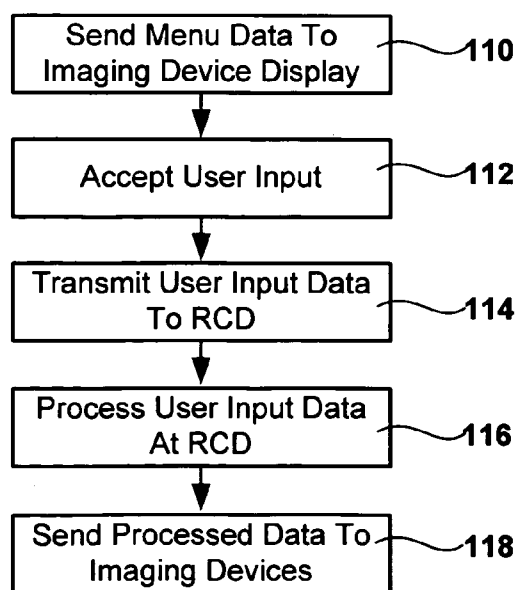 Send Menu Data To
Imaging Device Display
110
Accept User Input
112
Transmit User Input Data
To RCD
114
Process User Input Data
At RCD
116
Send Processed Data To
Imaging Devices
118